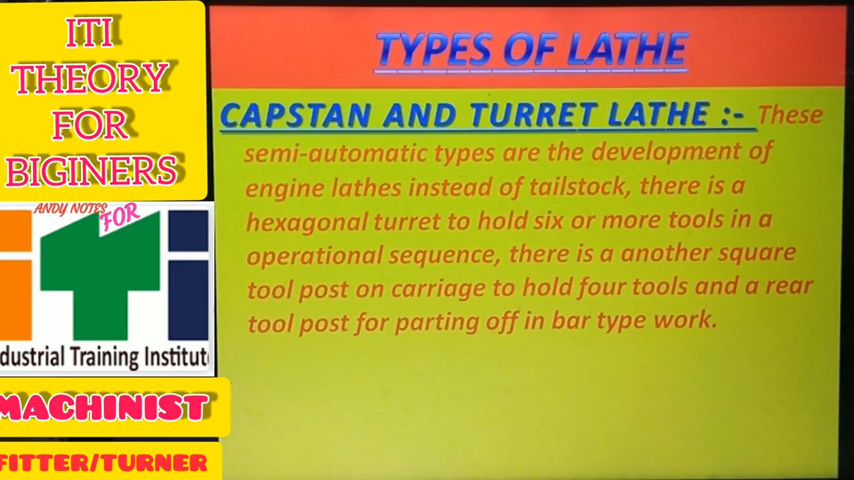 ITI
THEORY
FOR
BIGINERS
ANDY NOTES
FOR
iTi
ndustrial Training Institut
MACHINIST
FITTER/TURNER
TYPES OF LATHE
CAPSTAN AND TURRET LATHE :- These
semi-automatic types are the development of
engine lathes instead of tailstock, there is a
hexagonal turret to hold six or more tools in a
operational sequence, there is a another square
tool post on carriage to hold four tools and a rear
tool post for parting off in bar type work.